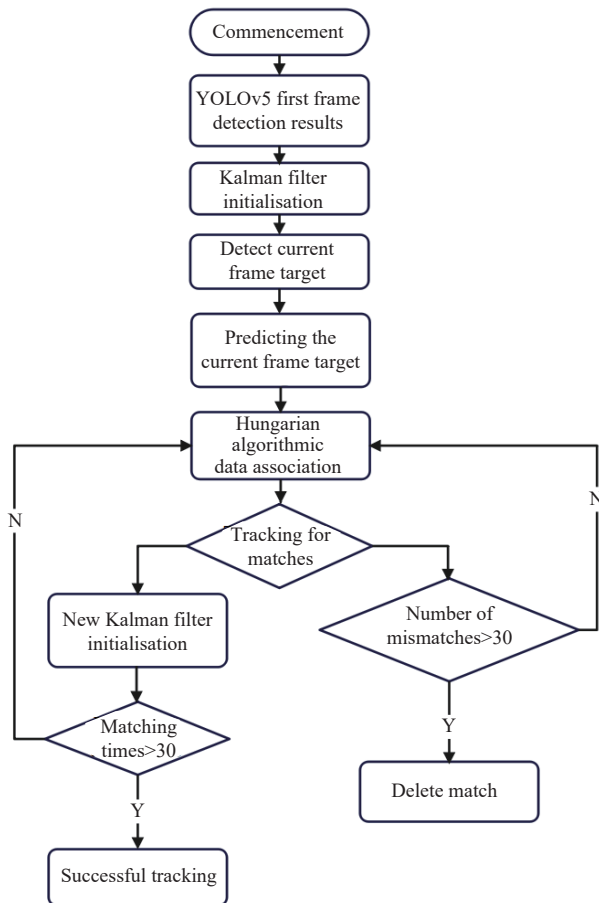 Commencement
YOLOv5 first frame
detection results
Kalman filter
initialisation
Detect current
frame target
Predicting the
current frame target
Hungarian
algorithmic
data association
N
N
Tracking for
matches
New Kalman filter
initialisation
Number of
mismatches>30
Matching
times>30
Y
Delete match
Y
Successful tracking